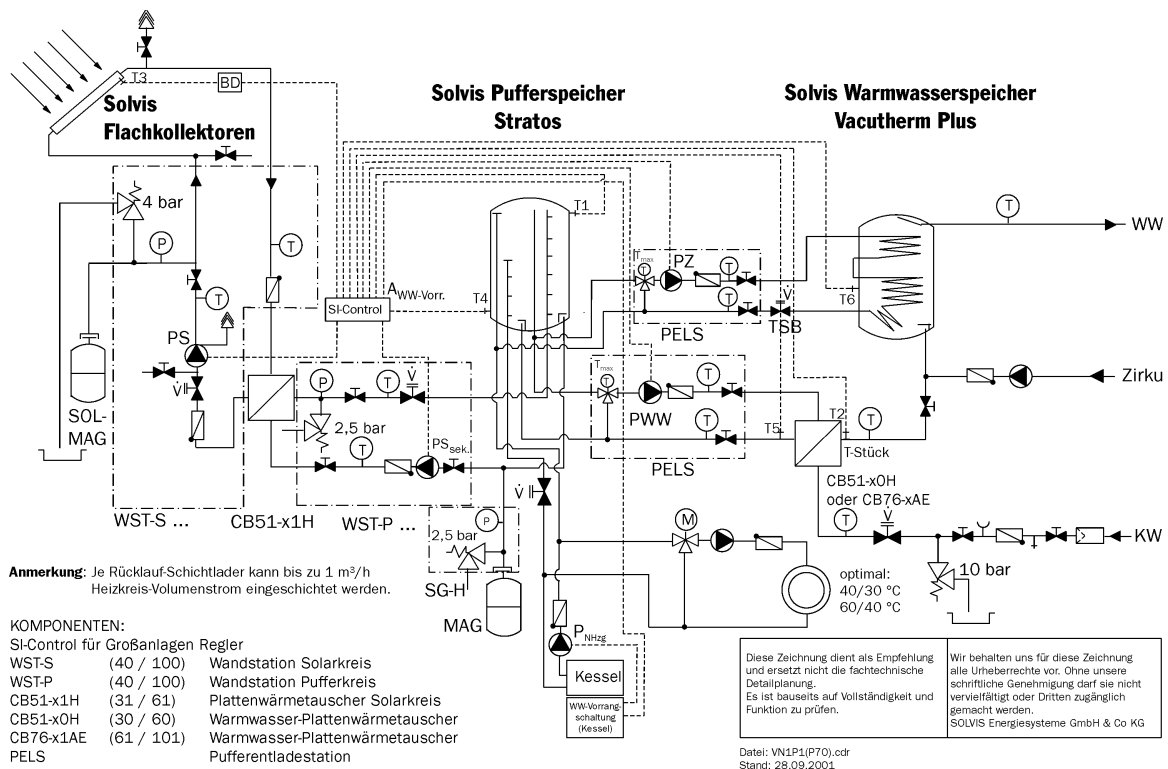 T3
BD
Solvis
Flachkollektoren
Solvis Pufferspeicher
Stratos
Solvis Warmwasserspeicher
Vacutherm Plus
4 bar
P
T
T
PS
V̇
SOL-
MAG
WST-S ...
CB51-x1H
SI-Control
A WW-Vorr.
T4
T1
P
T
V̇
2,5 bar
T
PS sek.
WST-P ...
2,5 bar
P
SG-H
MAG
V̇
Tmax
T
PZ
T
T
PELS
V̇
TSB
T6
T
WW
Zirku
Tmax
T
PWW
T
T
PELS
T5
T2
T
T-Stück
CB51-x0H
oder CB76-xAE
V̇
T
KW
10 bar
M
optimal:
40/30 °C
60/40 °C
P NHzg
Kessel
WW-Vorrang-
schaltung
(Kessel)
Anmerkung: Je Rücklauf-Schichtlader kann bis zu 1 m³/h
Heizkreis-Volumenstrom eingeschichtet werden.
KOMPONENTEN:
SI-Control für Großanlagen Regler
WST-S (40 / 100) Wandstation Solarkreis
WST-P (40 / 100) Wandstation Pufferkreis
CB51-x1H (31 / 61) Plattenwärmetauscher Solarkreis
CB51-x0H (30 / 60) Warmwasser-Plattenwärmetauscher
CB76-x1AE (61 / 101) Warmwasser-Plattenwärmetauscher
PELS Pufferentladestation
Diese Zeichnung dient als Empfehlung
und ersetzt nicht die fachtechnische
Detailplanung.
Es ist bauseits auf Vollständigkeit und
Funktion zu prüfen.
Wir behalten uns für diese Zeichnung
alle Urheberrechte vor. Ohne unsere
schriftliche Genehmigung darf sie nicht
vervielfältigt oder Dritten zugänglich
gemacht werden.
SOLVIS Energiesysteme GmbH & Co KG
Datei: VN1P1(P70).cdr
Stand: 28.09.2001